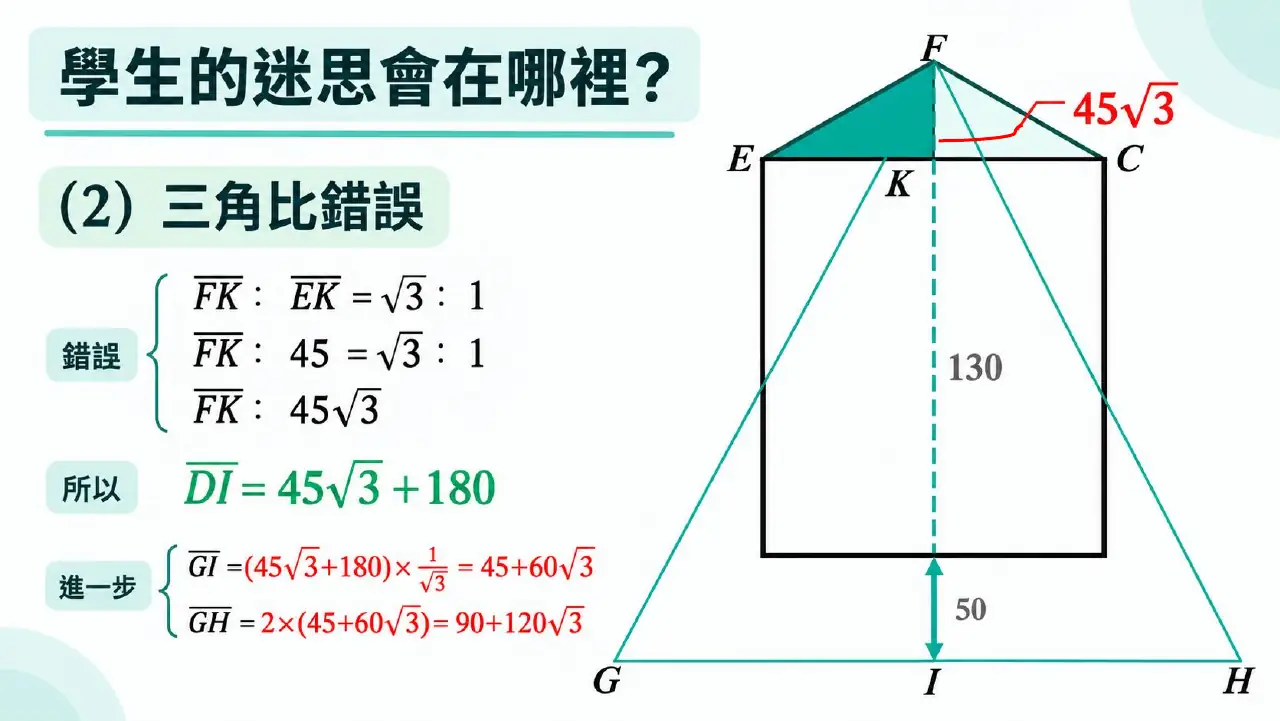 學生的迷思會在哪裡?
(2) 三角比錯誤
錯誤
FK : EK = √3 : 1
FK : 45 = √3 : 1
FK : 45√3
所以
DI = 45√3 + 180
進一步
GI =(45√3+180)× 1/√3 = 45+60√3
GH = 2×(45+60√3)= 90+120√3
F
45√3
E
K
C
130
50
G
I
H